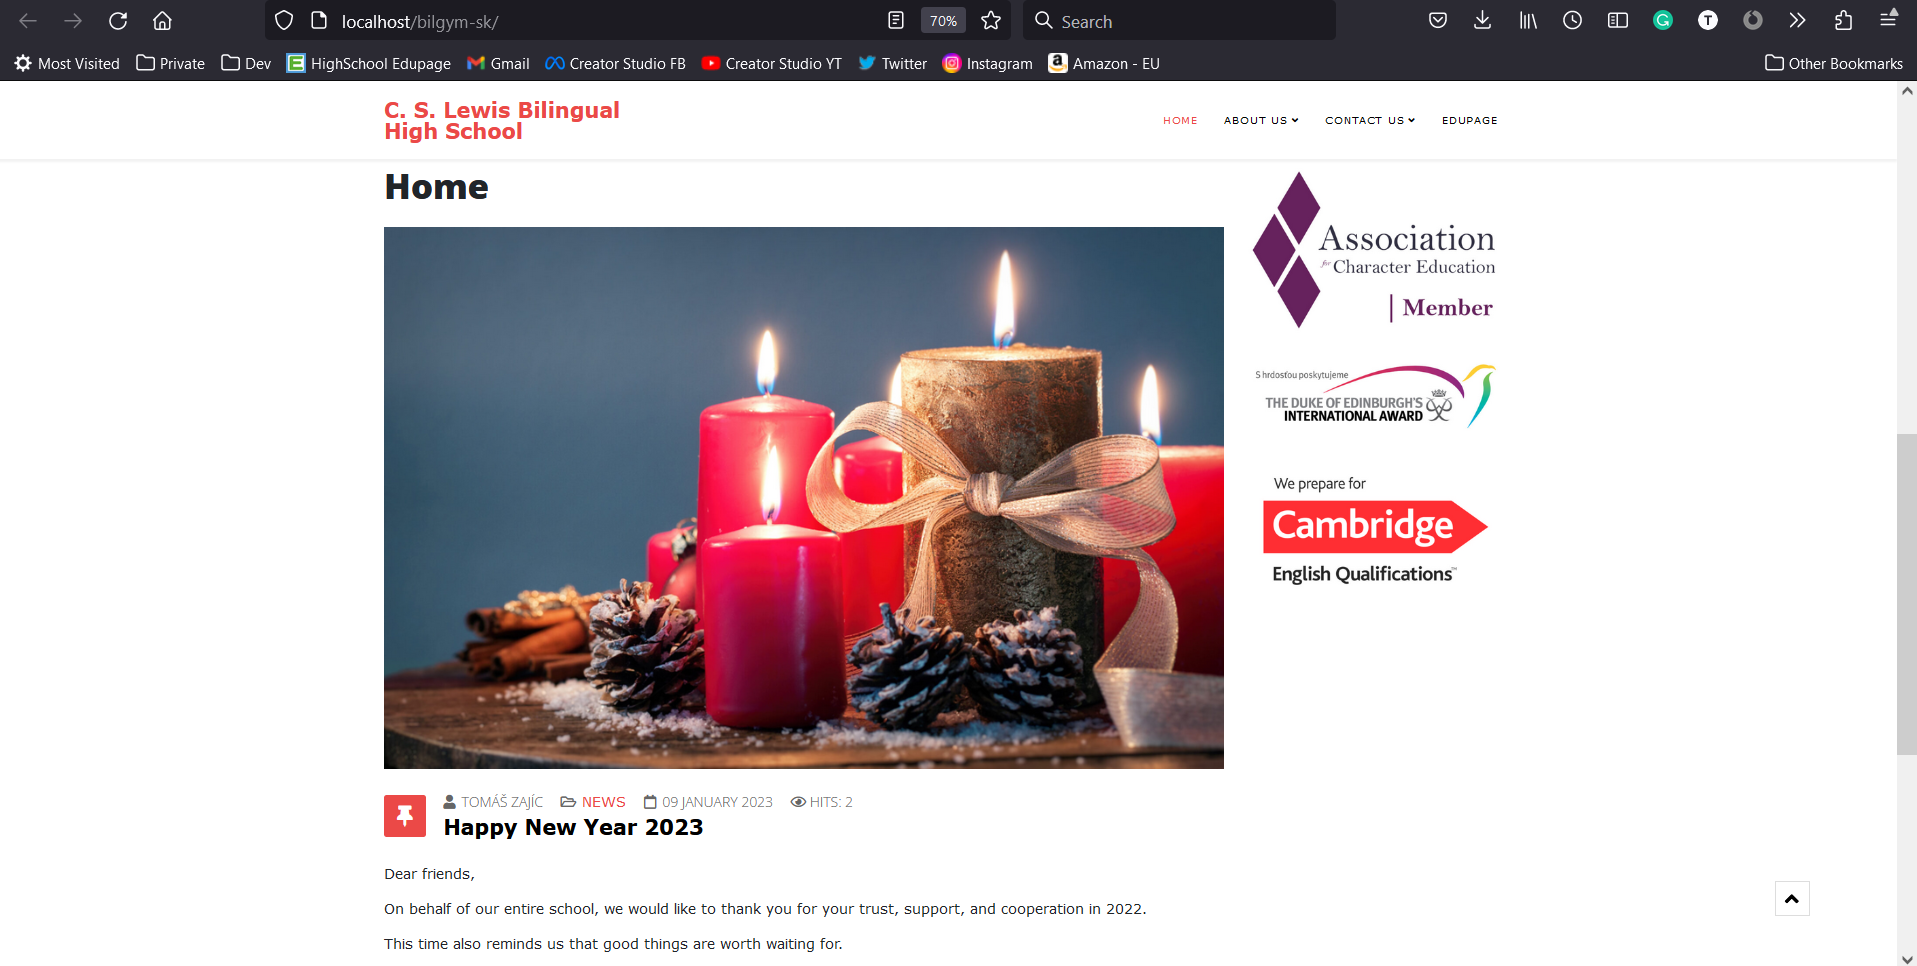 localhost/bilgym-sk/
70%
Search
Most Visited
Private
Dev
HighSchool Edupage
Gmail
Creator Studio FB
Creator Studio YT
Twitter
Instagram
Amazon - EU
Other Bookmarks
C. S. Lewis Bilingual
High School
HOME
ABOUT US
CONTACT US
EDUPAGE
Home
Association
for Character Education
Member
S hrdosťou poskytujeme
THE DUKE OF EDINBURGH'S
INTERNATIONAL AWARD
We prepare for
Cambridge
English Qualifications™
TOMÁŠ ZAJÍC
NEWS
09 JANUARY 2023
HITS: 2
Happy New Year 2023
Dear friends,
On behalf of our entire school, we would like to thank you for your trust, support, and cooperation in 2022.
This time also reminds us that good things are worth waiting for.